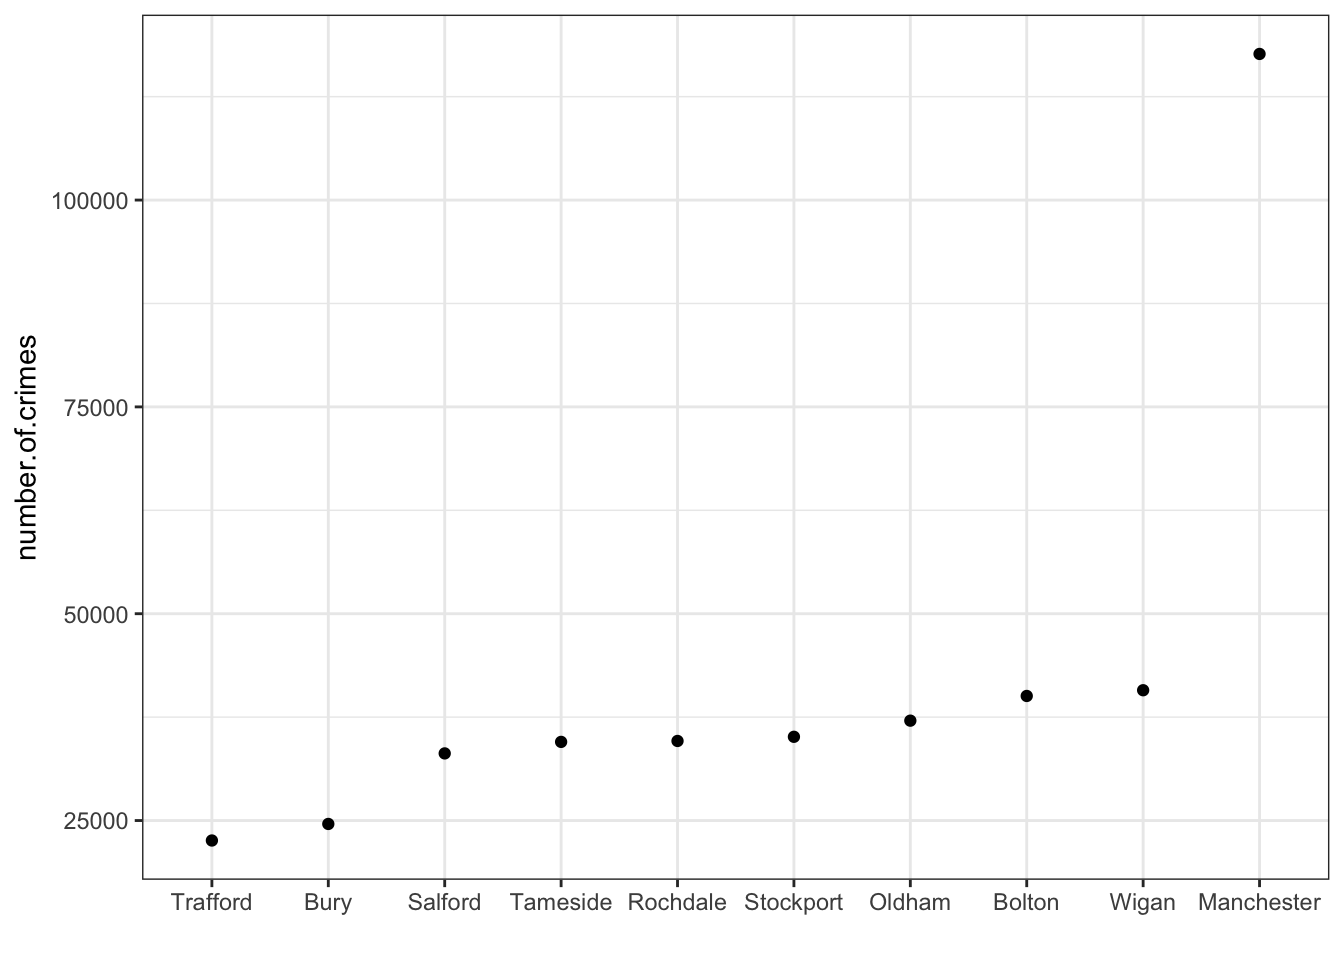 number.of.crimes
100000
75000
50000
25000
Trafford Bury Salford Tameside Rochdale Stockport Oldham Bolton Wigan Manchester